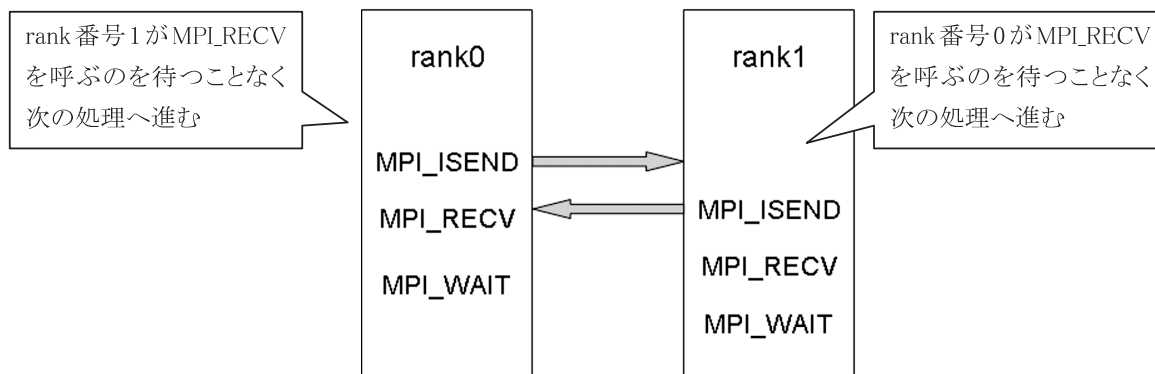 rank番号1がMPI_RECV
を呼ぶのを待つことなく
次の処理へ進む
rank0
MPI_ISEND
MPI_RECV
MPI_WAIT
rank1
MPI_ISEND
MPI_RECV
MPI_WAIT
rank番号0がMPI_RECV
を呼ぶのを待つことなく
次の処理へ進む